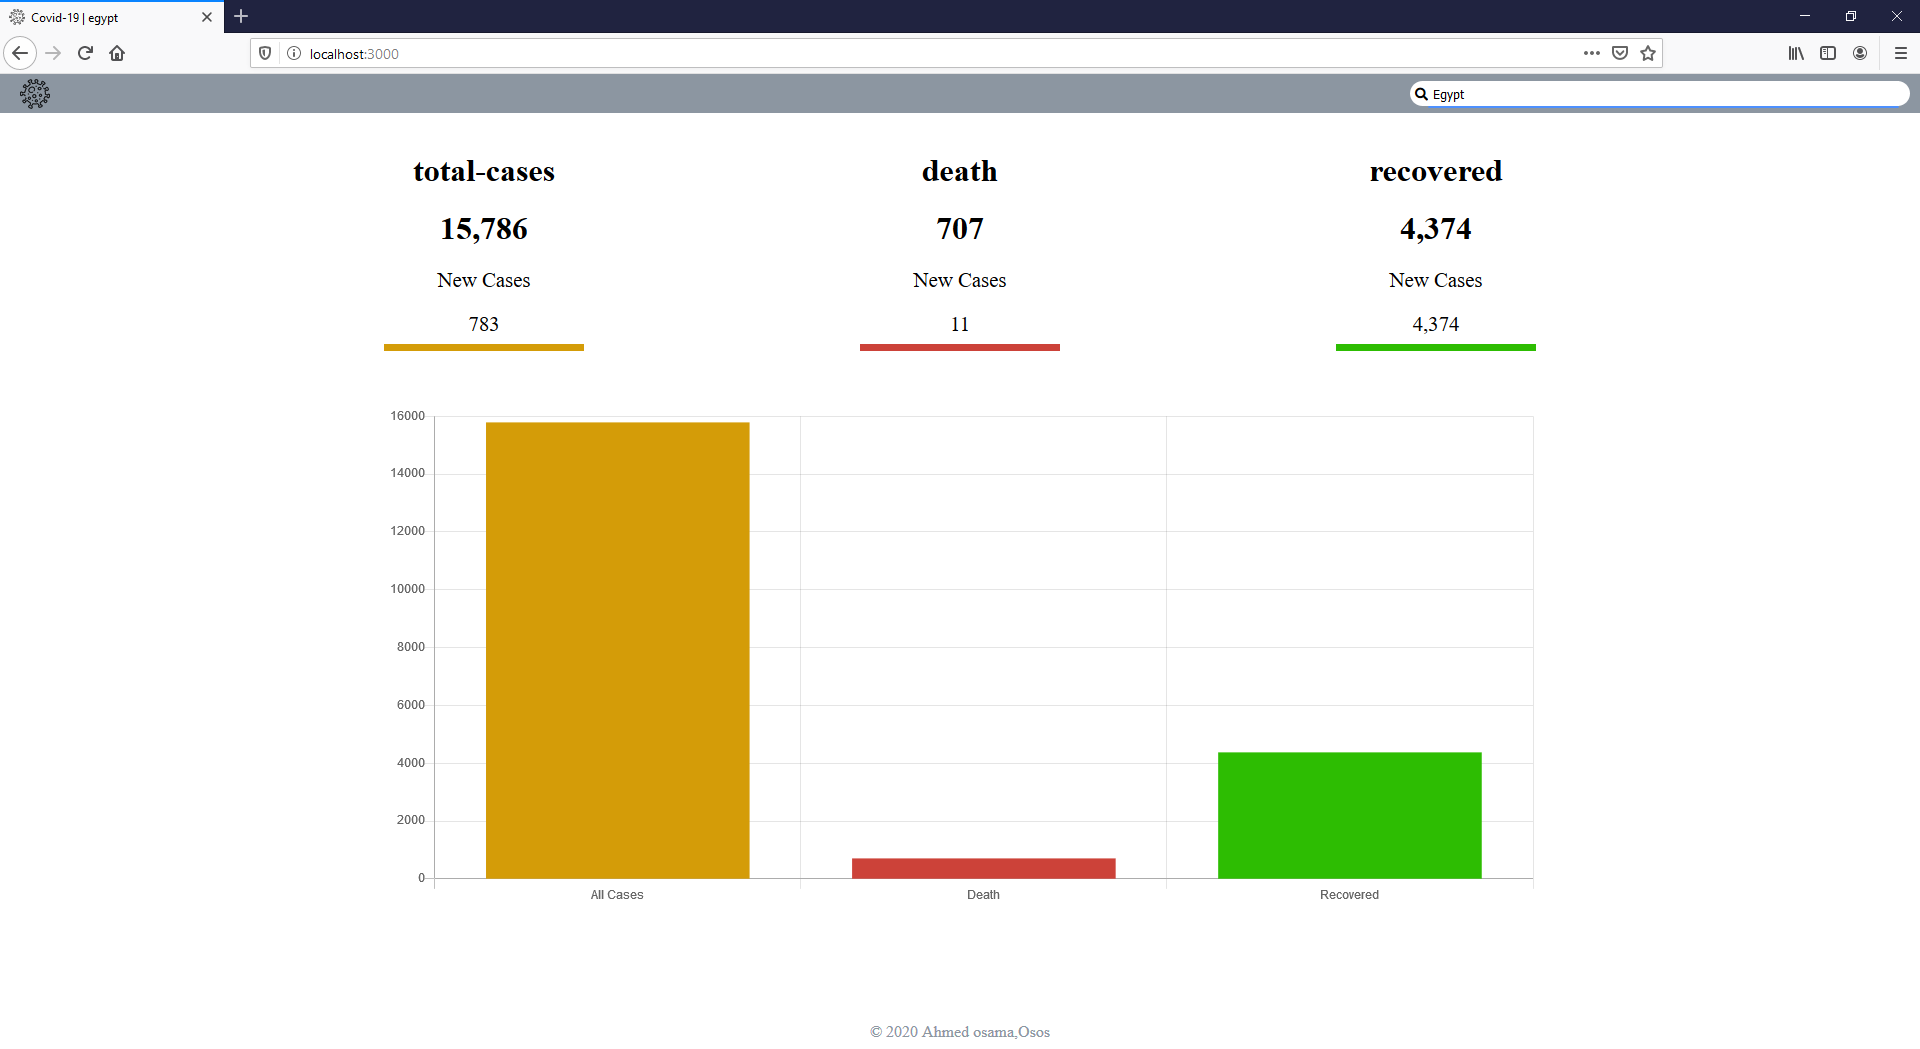 Covid-19 | egypt
localhost:3000
Egypt
total-cases
15,786
New Cases
783
death
707
New Cases
11
recovered
4,374
New Cases
4,374
16000
14000
12000
10000
8000
6000
4000
2000
0
All Cases
Death
Recovered
© 2020 Ahmed osama,Osos